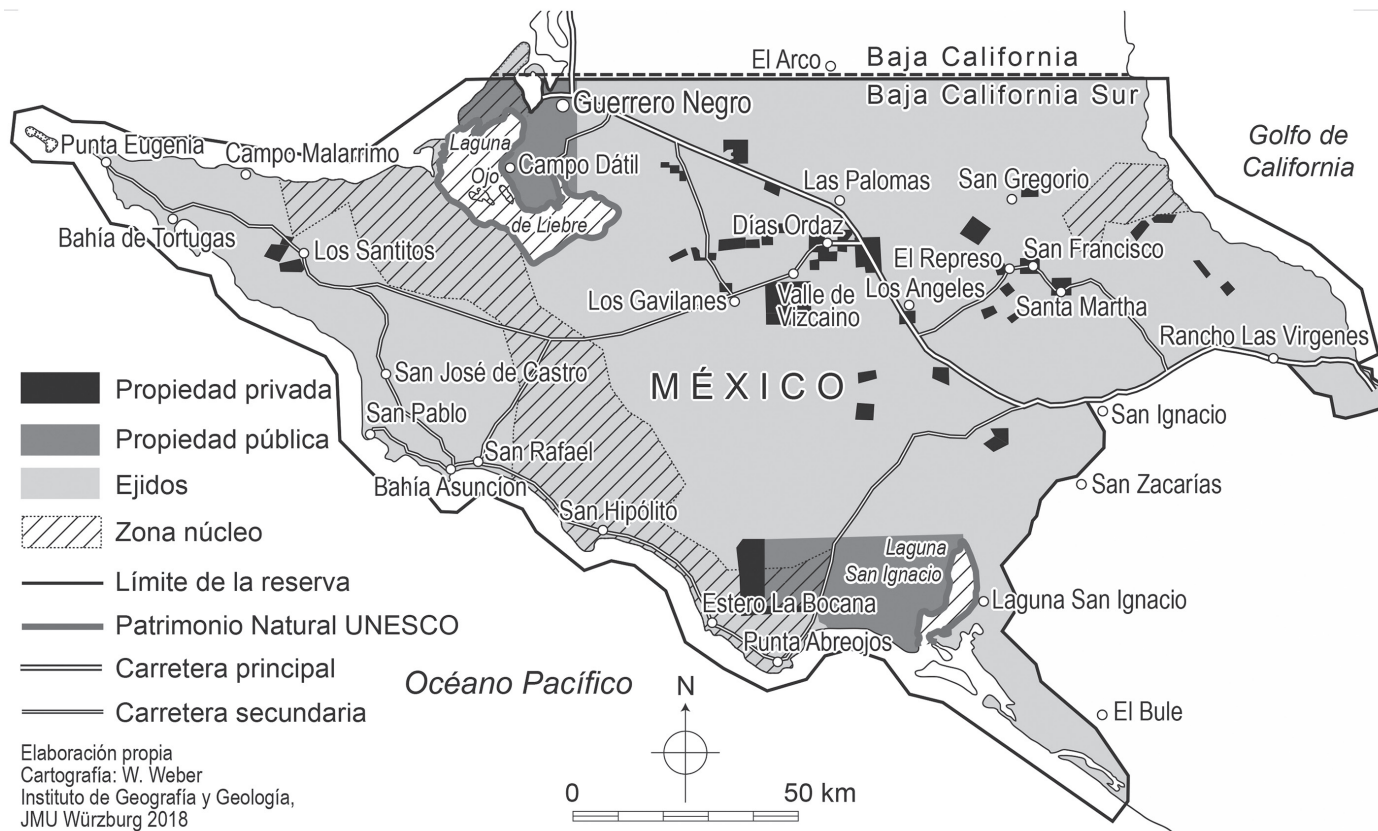 El Arco
Baja California
Baja California Sur
Guerrero Negro
Golfo de
California
Punta Eugenia
Campo Malarrimo
Laguna
Ojo
de Liebre
Campo Dátil
Las Palomas
San Gregorio
Bahía de Tortugas
Los Santitos
Días Ordaz
El Represo
San Francisco
Los Gavilanes
Valle de
Vizcaino
Los Angeles
Santa Martha
Rancho Las Virgenes
San José de Castro
MÉXICO
San Pablo
San Ignacio
San Rafael
Bahía Asunción
San Zacarías
San Hipólito
Laguna
San Ignacio
Estero La Bocana
Laguna San Ignacio
Punta Abreojos
El Bule
Océano Pacífico
Propiedad privada
Propiedad pública
Ejidos
Zona núcleo
Límite de la reserva
Patrimonio Natural UNESCO
Carretera principal
Carretera secundaria
Elaboración propia
Cartografía: W. Weber
Instituto de Geografía y Geología,
JMU Würzburg 2018
N
0 50 km